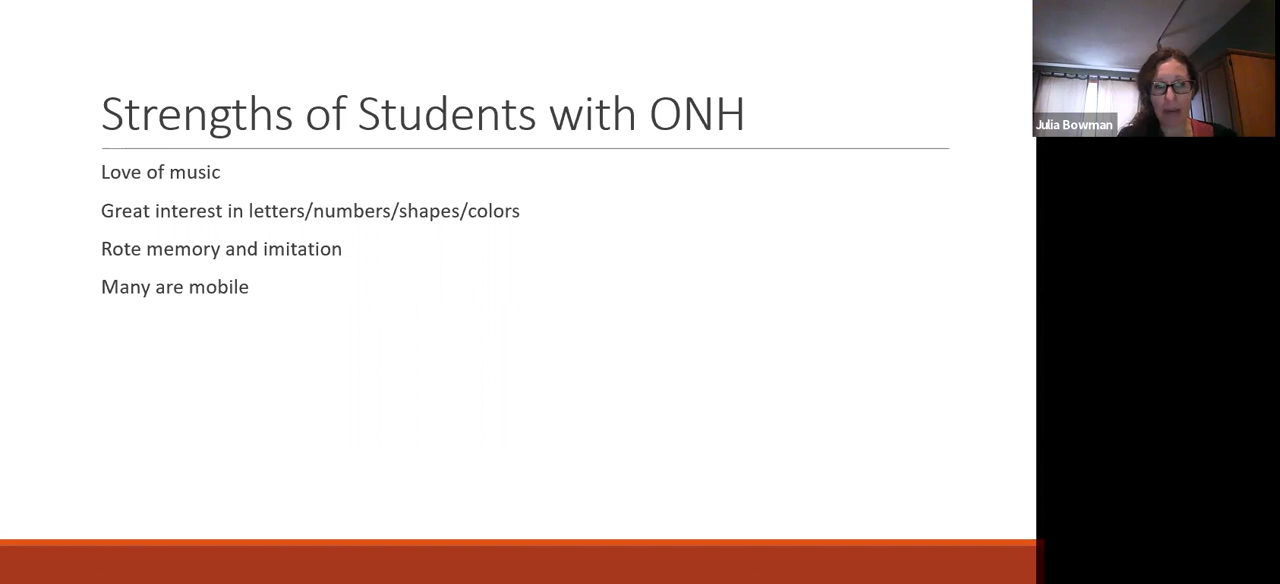 Strengths of Students with ONH
Love of music
Great interest in letters/numbers/shapes/colors
Rote memory and imitation
Many are mobile
Julia Bowman